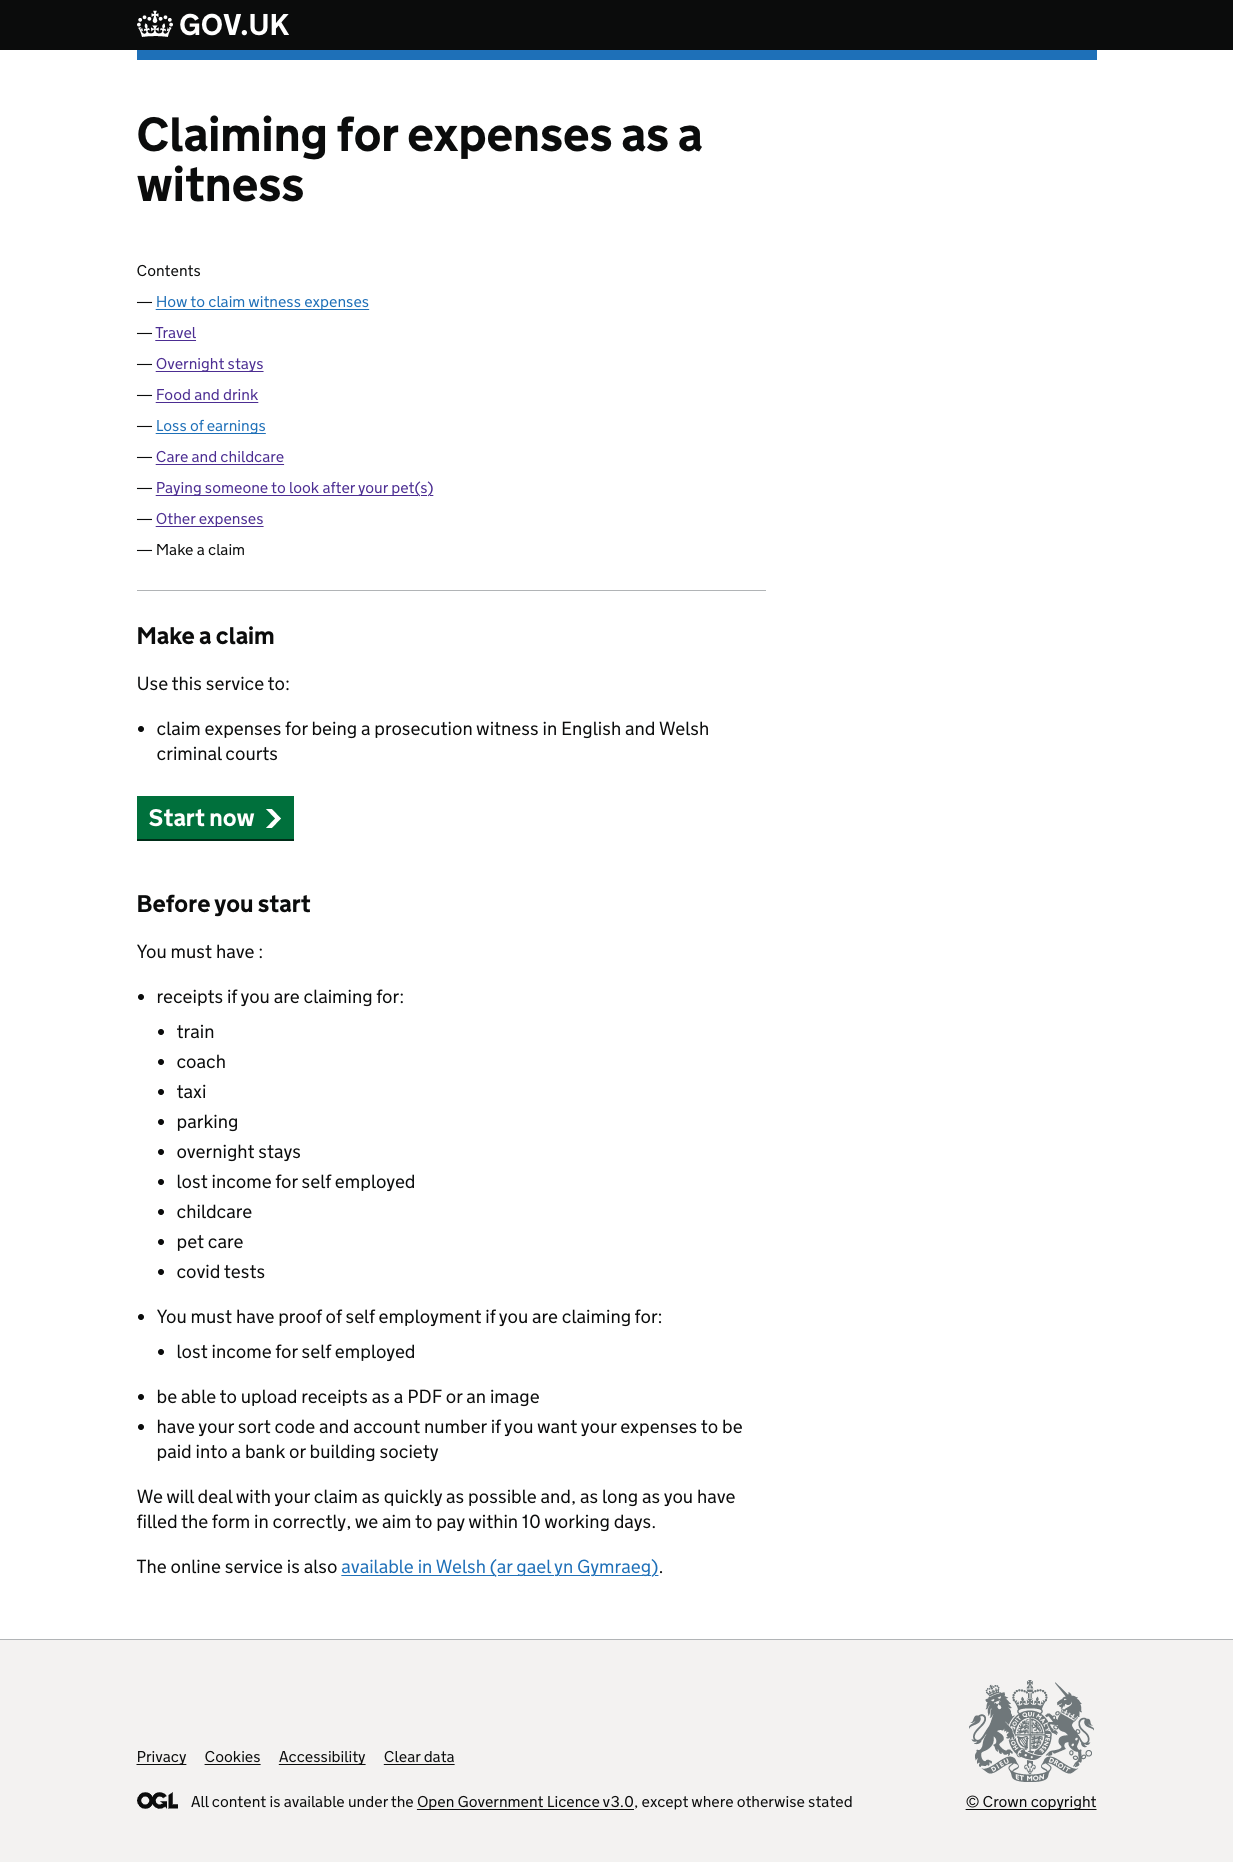 GOV.UK
Claiming for expenses as a
witness
Contents
— How to claim witness expenses
— Travel
— Overnight stays
— Food and drink
— Loss of earnings
— Care and childcare
— Paying someone to look after your pet(s)
— Other expenses
— Make a claim
Make a claim
Use this service to:
• claim expenses for being a prosecution witness in English and Welsh
criminal courts
Start now
Before you start
You must have :
• receipts if you are claiming for:
• train
• coach
• taxi
• parking
• overnight stays
• lost income for self employed
• childcare
• pet care
• covid tests
• You must have proof of self employment if you are claiming for:
• lost income for self employed
• be able to upload receipts as a PDF or an image
• have your sort code and account number if you want your expenses to be
paid into a bank or building society
We will deal with your claim as quickly as possible and, as long as you have
filled the form in correctly, we aim to pay within 10 working days.
The online service is also available in Welsh (ar gael yn Gymraeg).
Privacy Cookies Accessibility Clear data
OGL All content is available under the Open Government Licence v3.0, except where otherwise stated
© Crown copyright